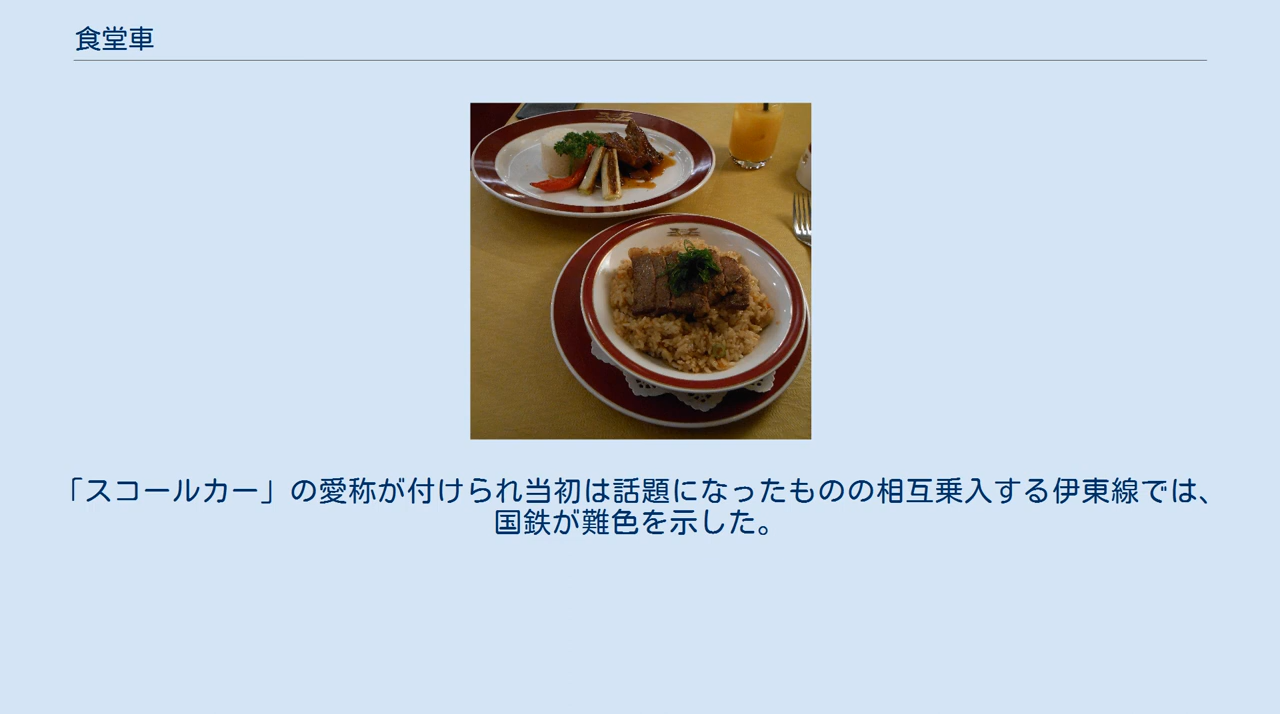 食堂車
「スコールカー」の愛称が付けられ当初は話題になったものの相互乗入する伊東線では、
国鉄が難色を示した。